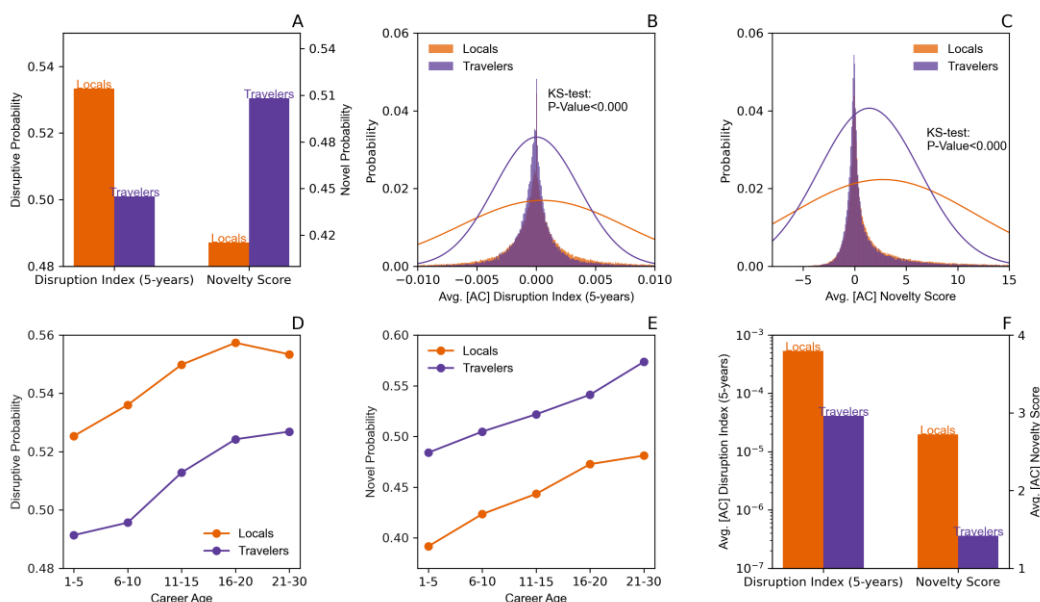 A
Disruptive Probability
0.54
0.52
0.50
0.48
Locals
Travelers
Locals
Travelers
0.54
0.51
0.48
0.45
0.42
Novel Probability
Disruption Index (5-years)
Novelty Score
B
Probability
0.06
0.04
0.02
0.00
Locals
Travelers
KS-test:
P-Value<0.000
−0.010
−0.005
0.000
0.005
0.010
Avg. [AC] Disruption Index (5-years)
C
Probability
0.06
0.04
0.02
0.00
Locals
Travelers
KS-test:
P-Value<0.000
−5
0
5
10
15
Avg. [AC] Novelty Score
D
Disruptive Probability
0.56
0.54
0.52
0.50
0.48
Locals
Travelers
1-5
6-10
11-15
16-20
21-30
Career Age
E
Novel Probability
0.60
0.55
0.50
0.45
0.40
Locals
Travelers
1-5
6-10
11-15
16-20
21-30
Career Age
F
Avg. [AC] Disruption Index (5-years)
10−3
10−4
10−5
10−6
10−7
Locals
Travelers
Locals
Travelers
4
3
2
1
Avg. [AC] Novelty Score
Disruption Index (5-years)
Novelty Score